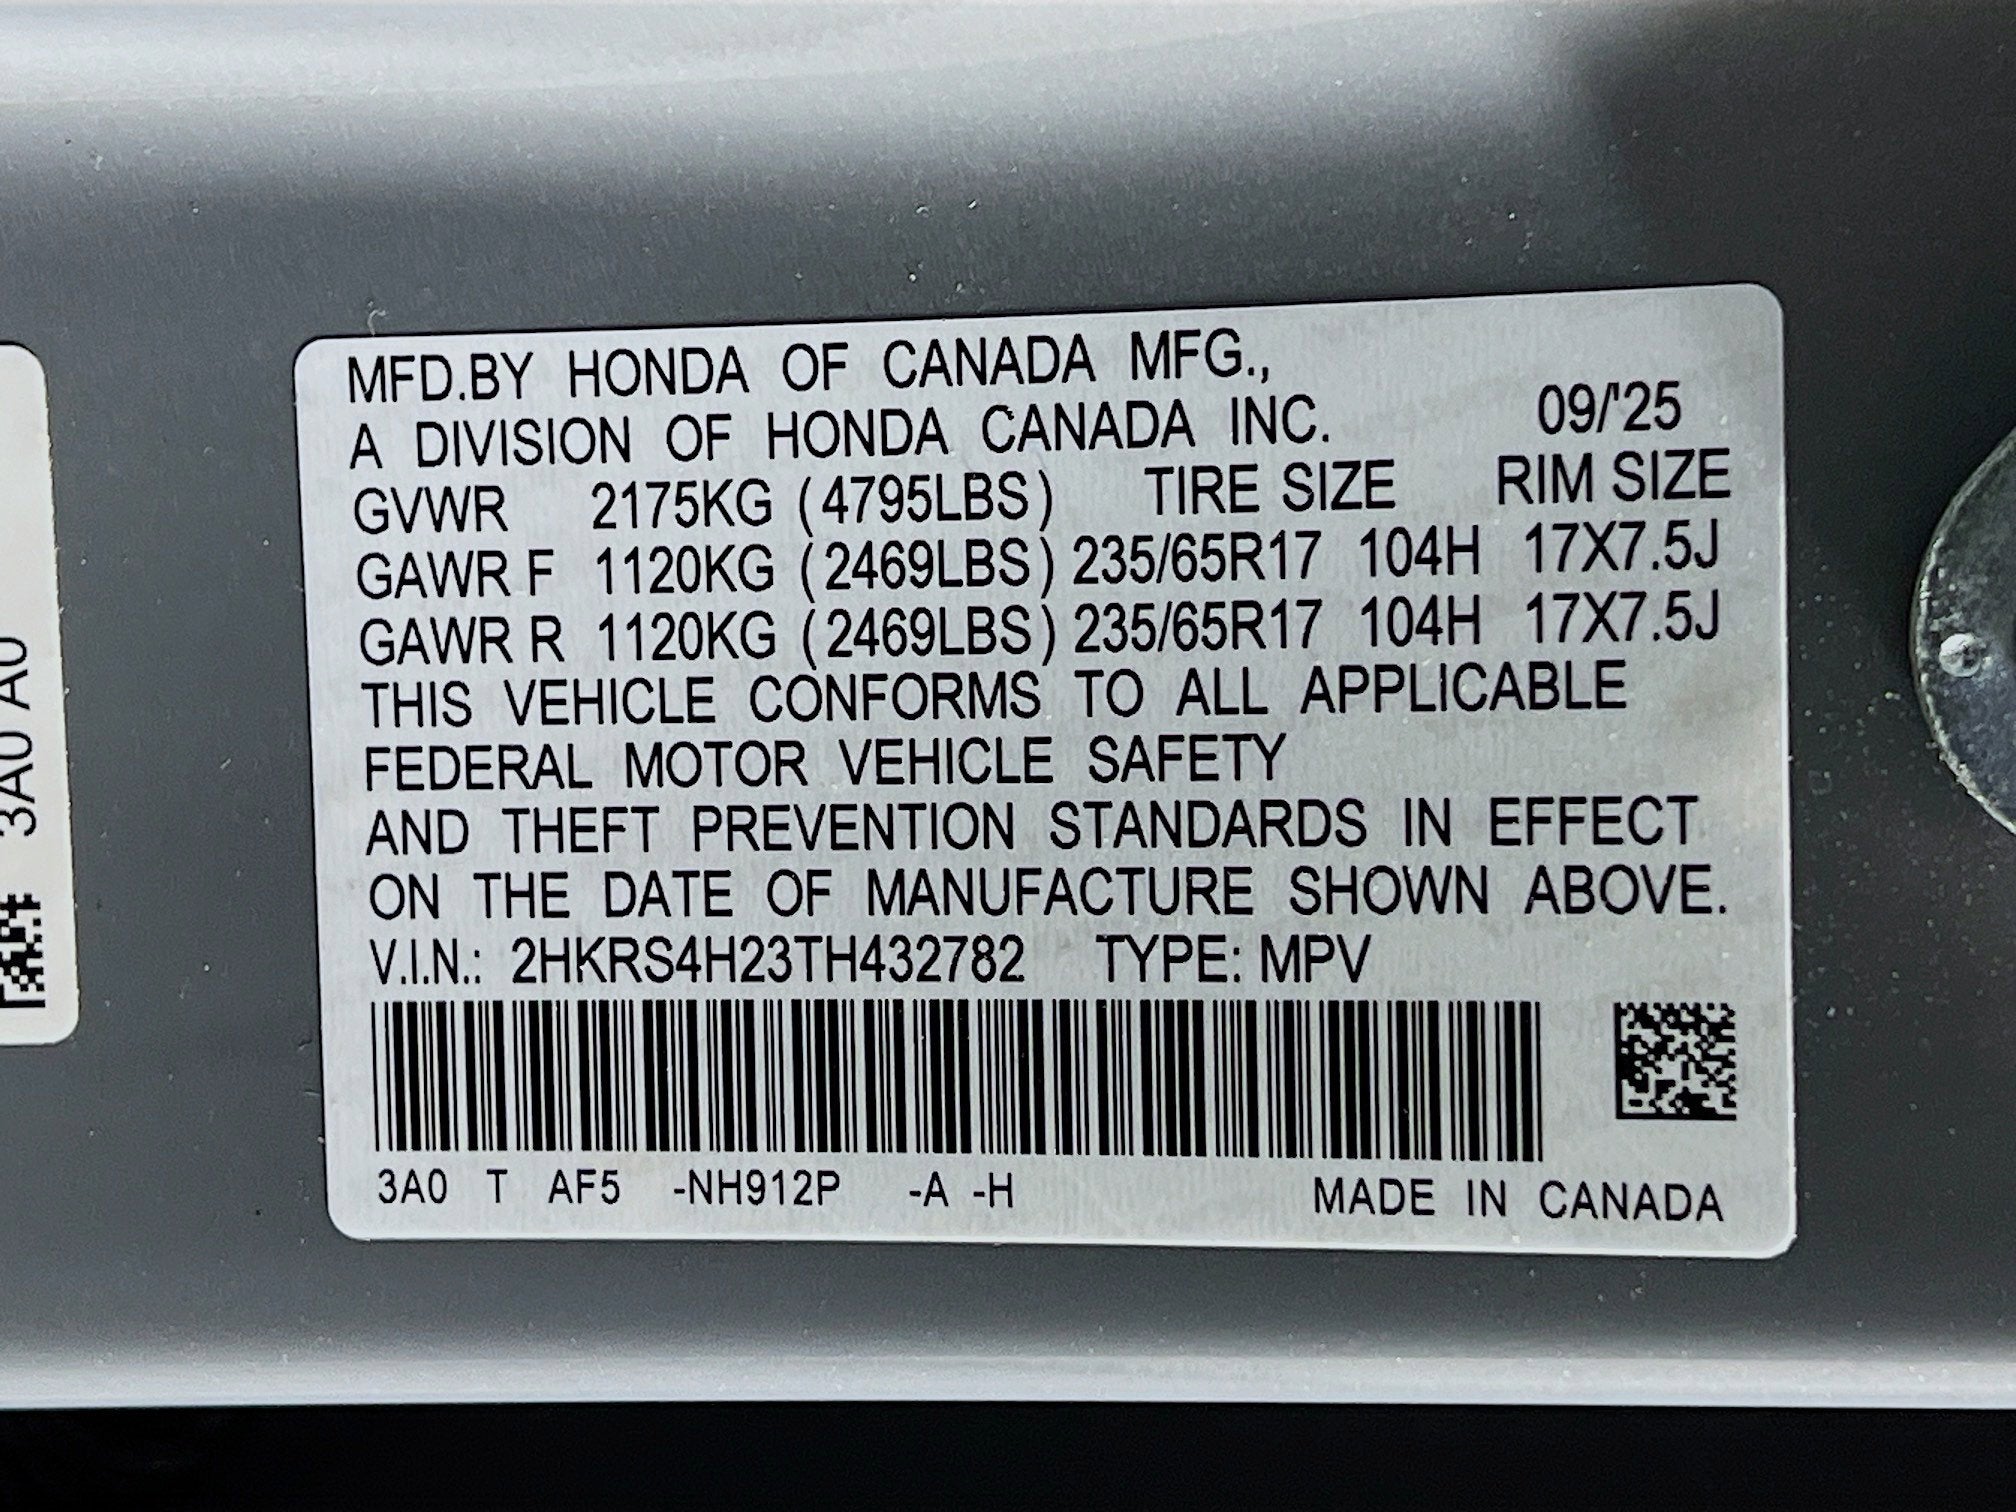 MFD.BY HONDA OF CANADA MFG.,
A DIVISION OF HONDA CANADA INC. 09/'25
GVWR 2175KG (4795LBS) TIRE SIZE RIM SIZE
GAWR F 1120KG (2469LBS) 235/65R17 104H 17X7.5J
GAWR R 1120KG (2469LBS) 235/65R17 104H 17X7.5J
THIS VEHICLE CONFORMS TO ALL APPLICABLE
FEDERAL MOTOR VEHICLE SAFETY
AND THEFT PREVENTION STANDARDS IN EFFECT
ON THE DATE OF MANUFACTURE SHOWN ABOVE.
V.I.N.: 2HKRS4H23TH432782 TYPE: MPV
3A0 T AF5 -NH912P -A -H MADE IN CANADA
3A0 A0